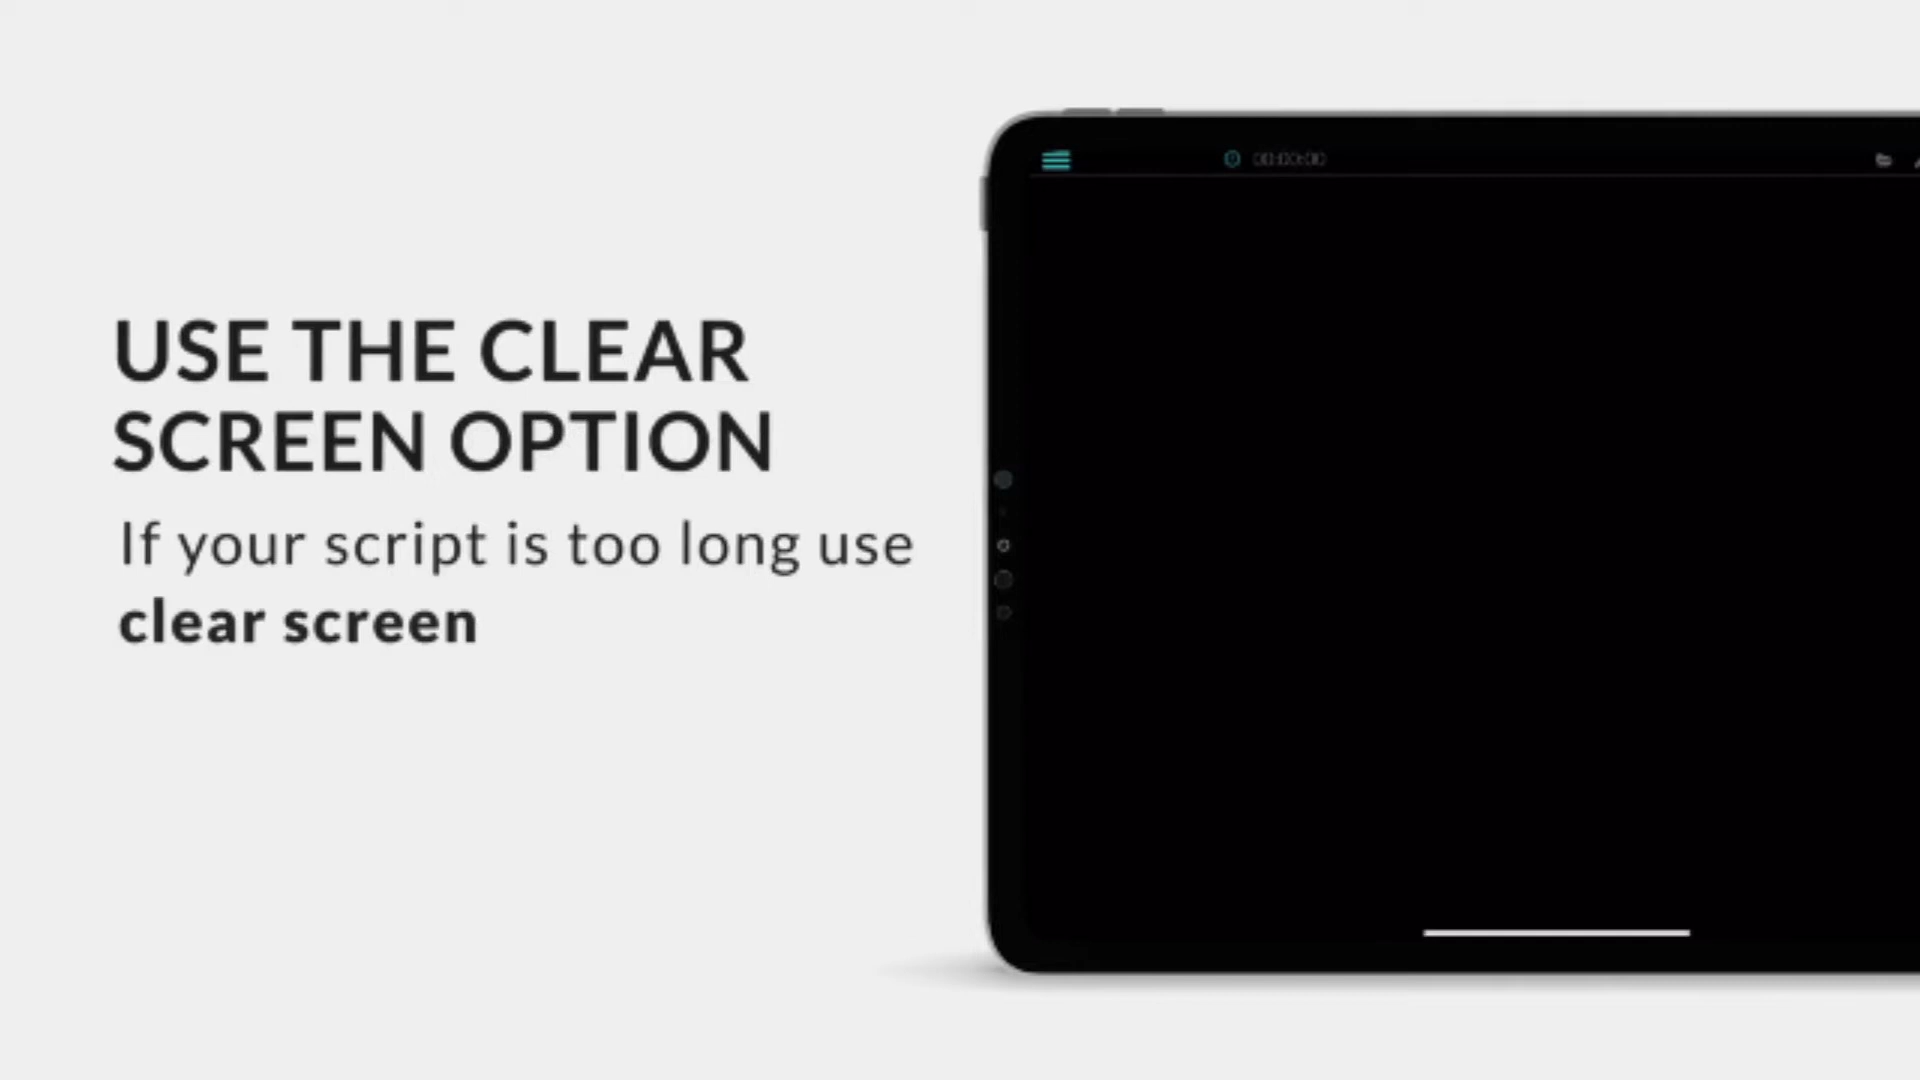 USE THE CLEAR
SCREEN OPTION
If your script is too long use
clear screen